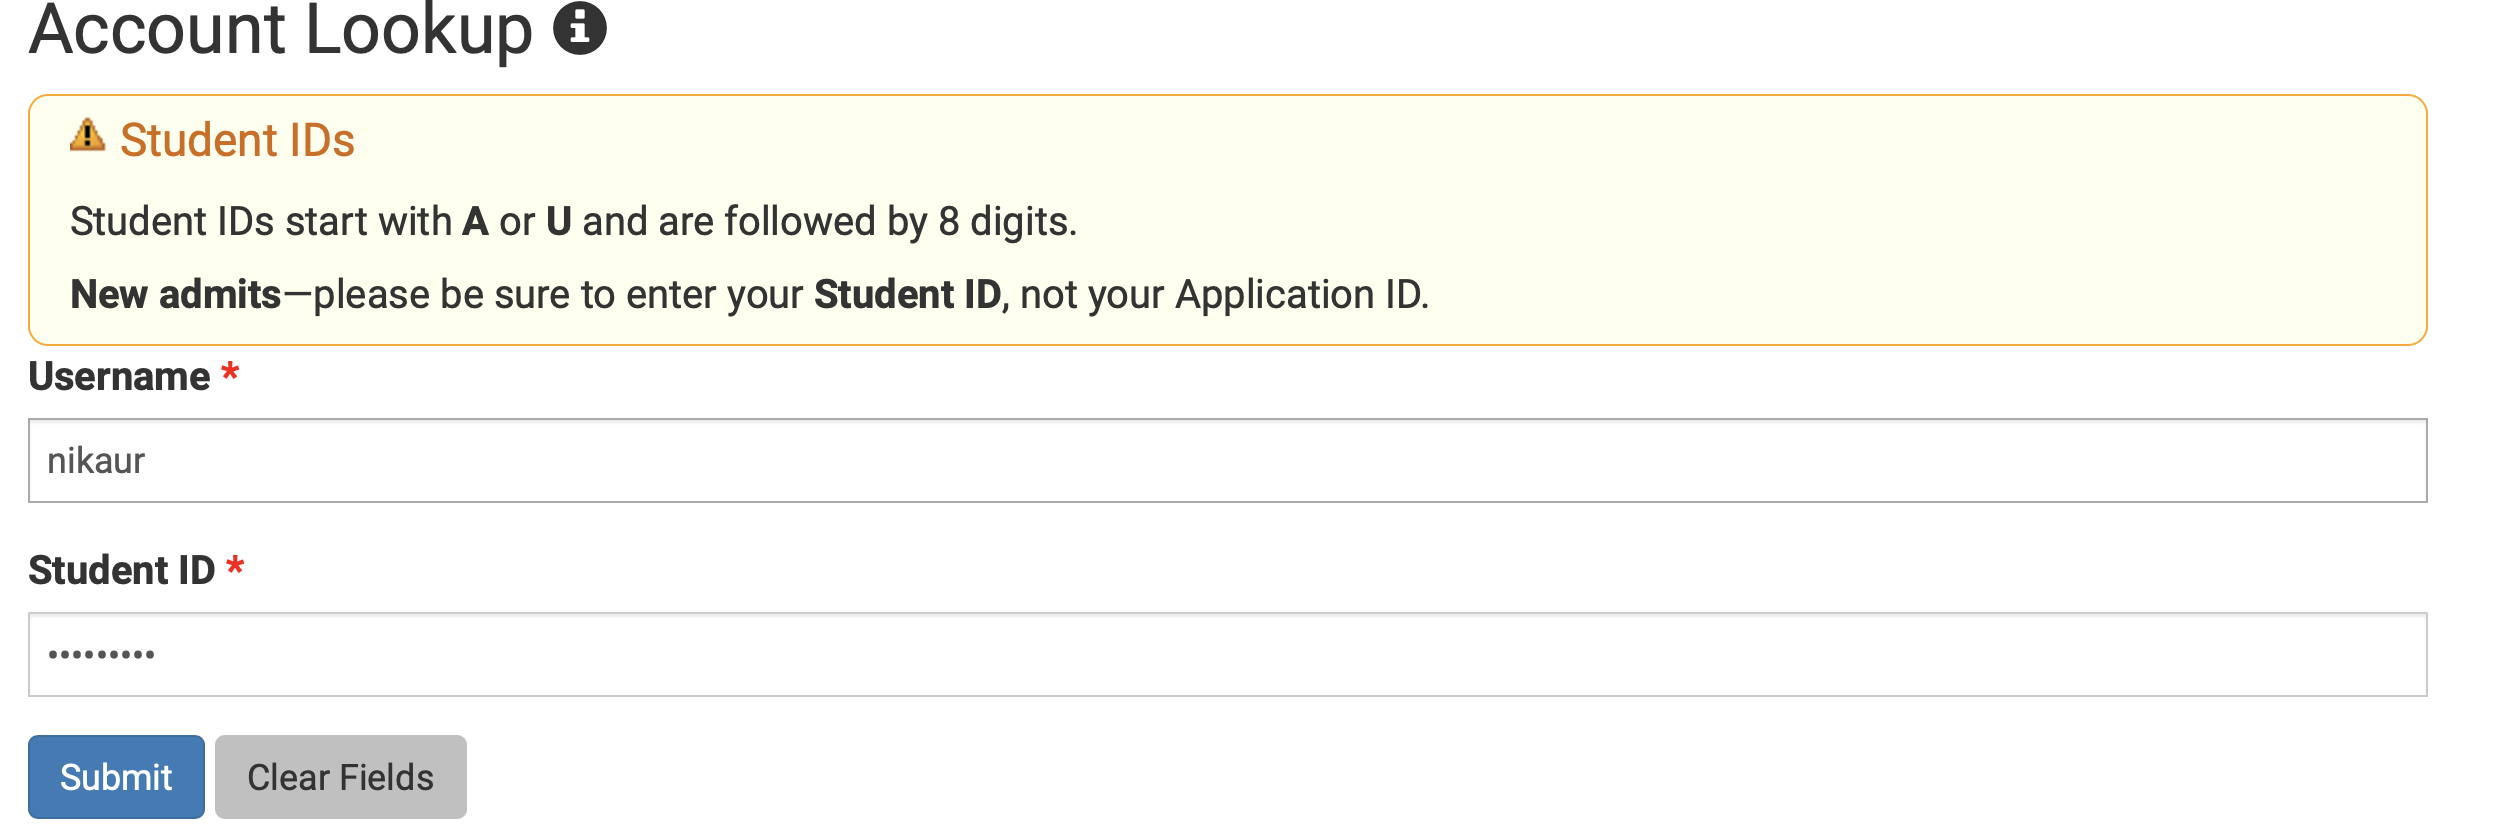 Account Lookup
Student IDs
Student IDs start with A or U and are followed by 8 digits.
New admits—please be sure to enter your Student ID, not your Application ID.
Username *
nikaur
Student ID *
•••••••••
Submit
Clear Fields